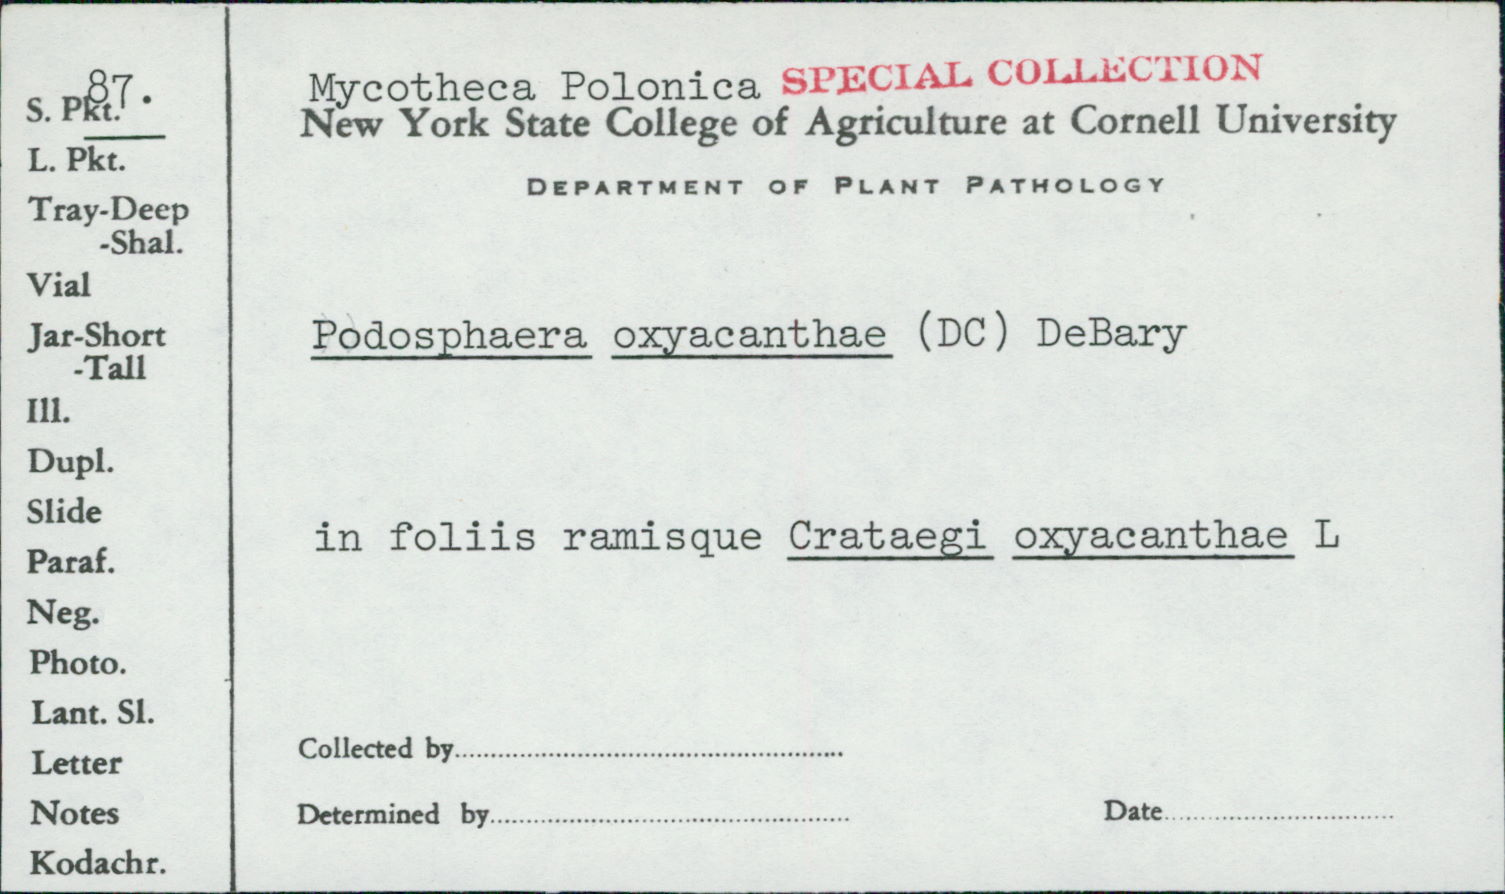 87.
S. Pkt.
L. Pkt.
Tray-Deep
-Shal.
Vial
Jar-Short
-Tall
Ill.
Dupl.
Slide
Paraf.
Neg.
Photo.
Lant. Sl.
Letter
Notes
Kodachr.
Mycotheca Polonica SPECIAL COLLECTION
New York State College of Agriculture at Cornell University
DEPARTMENT OF PLANT PATHOLOGY
Podosphaera oxyacanthae (DC) DeBary
in foliis ramisque Crataegi oxyacanthae L
Collected by
Determined by
Date